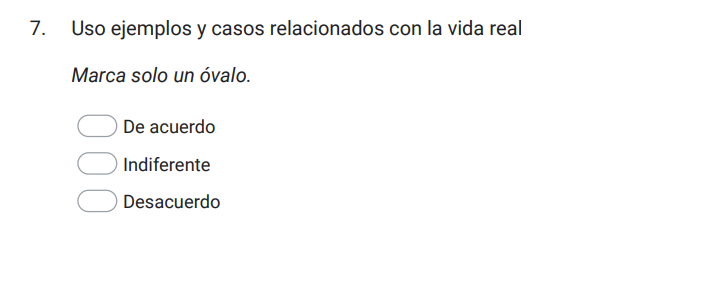 7. Uso ejemplos y casos relacionados con la vida real
Marca solo un óvalo.
De acuerdo
Indiferente
Desacuerdo